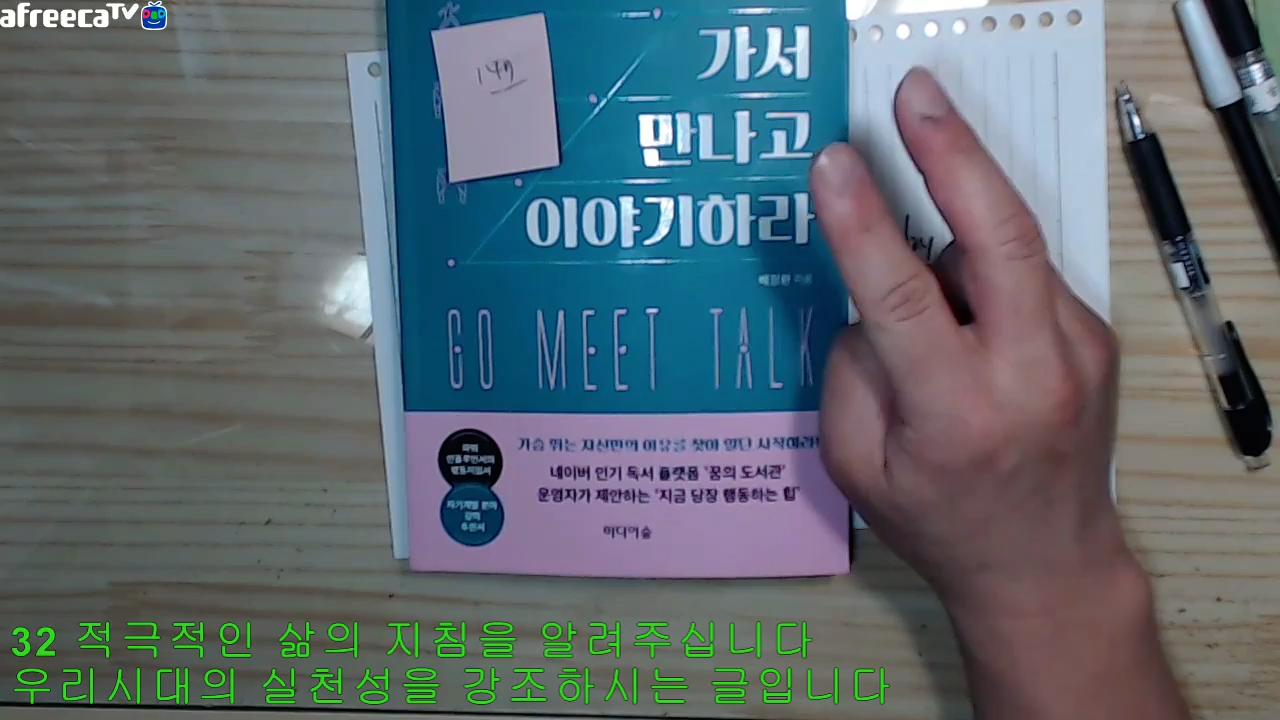 afreecaTV
가서
만나고
이야기하라
GO MEET TALK
가슴 뛰는 자신만의 이유를 찾아 일단 시작하라!
네이버 인기 독서 플랫폼 '꿈의 도서관'
운영자가 제안하는 '지금 당장 행동하는 힘'
미디어숲
by
32 적극적인 삶의 지침을 알려주십니다
우리시대의 실천성을 강조하시는 글입니다